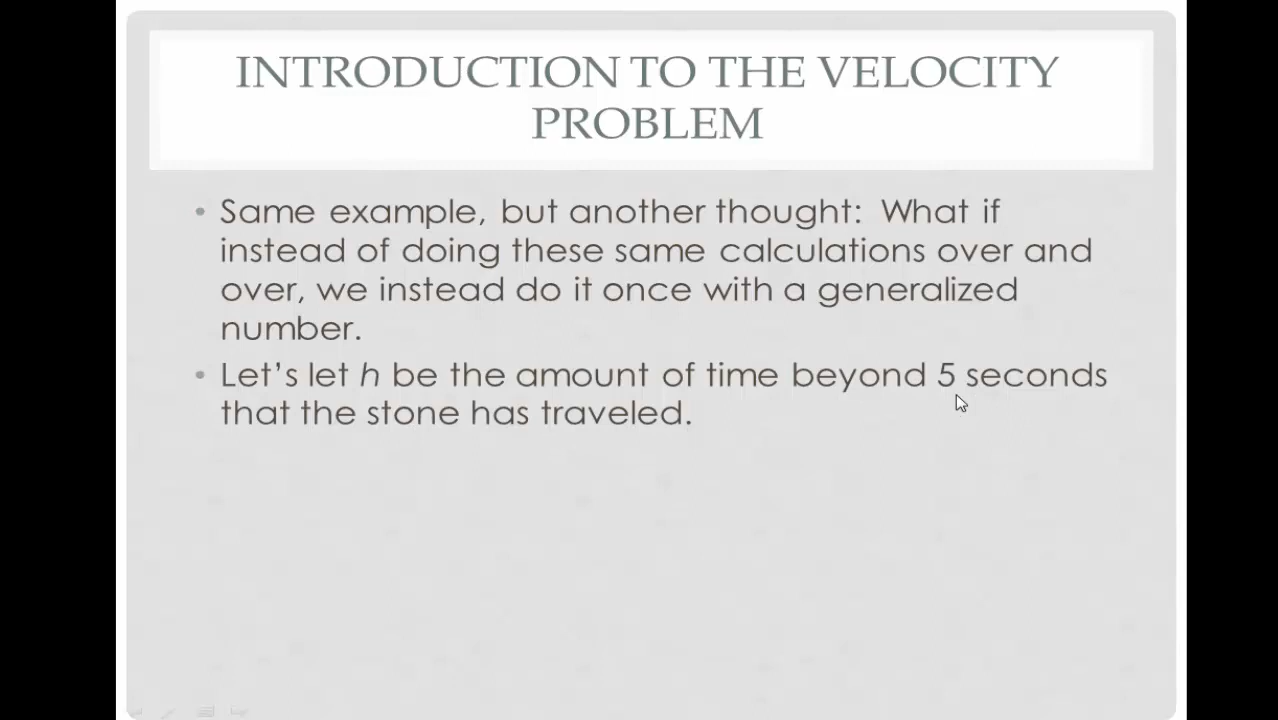 INTRODUCTION TO THE VELOCITY
PROBLEM
• Same example, but another thought:  What if
instead of doing these same calculations over and
over, we instead do it once with a generalized
number.
• Let’s let h be the amount of time beyond 5 seconds
that the stone has traveled.